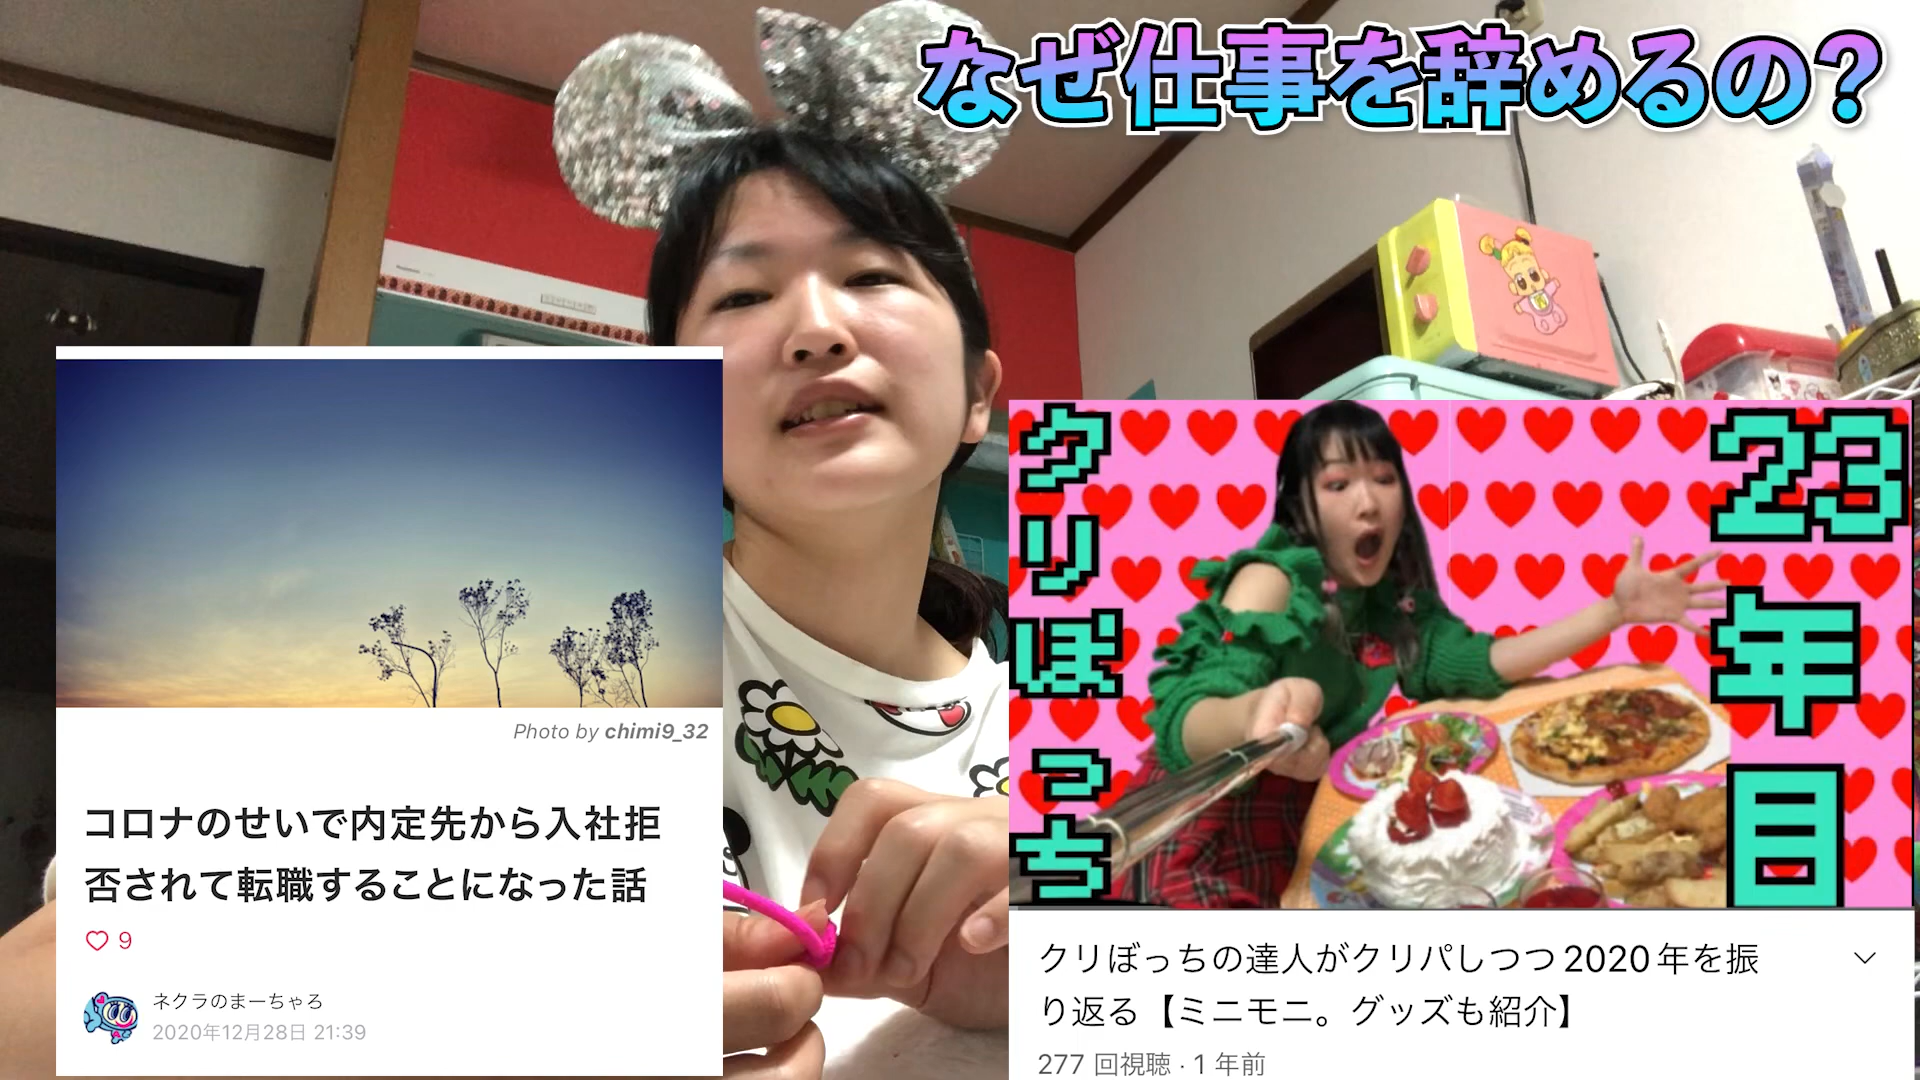 なぜ仕事を辞めるの?
Photo by chimi9_32
コロナのせいで内定先から入社拒
否されて転職することになった話
9
ネクラのまーちゃろ
2020年12月28日 21:39
クリぼっち
23年目
クリぼっちの達人がクリパしつつ2020年を振
り返る【ミニモニ。グッズも紹介】
277 回視聴 · 1 年前